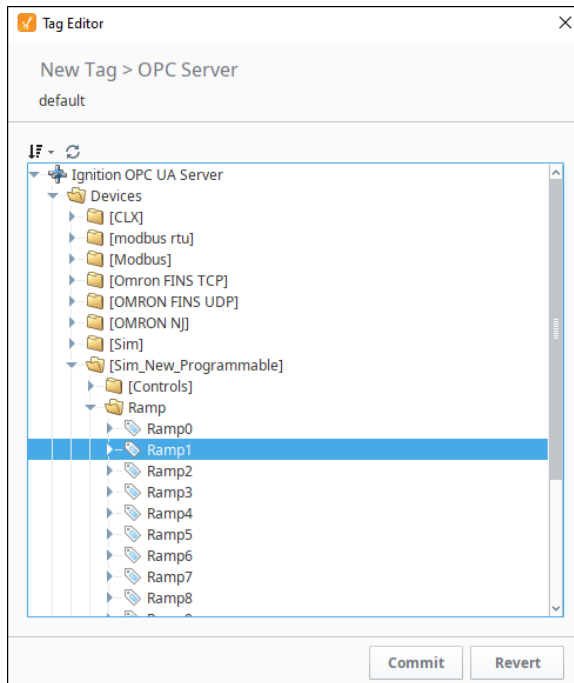 Tag Editor
New Tag > OPC Server
default
Ignition OPC UA Server
Devices
[CLX]
[modbus rtu]
[Modbus]
[Omron FINS TCP]
[OMRON FINS UDP]
[OMRON NJ]
[Sim]
[Sim_New_Programmable]
[Controls]
Ramp
Ramp0
Ramp1
Ramp2
Ramp3
Ramp4
Ramp5
Ramp6
Ramp7
Ramp8
Commit Revert